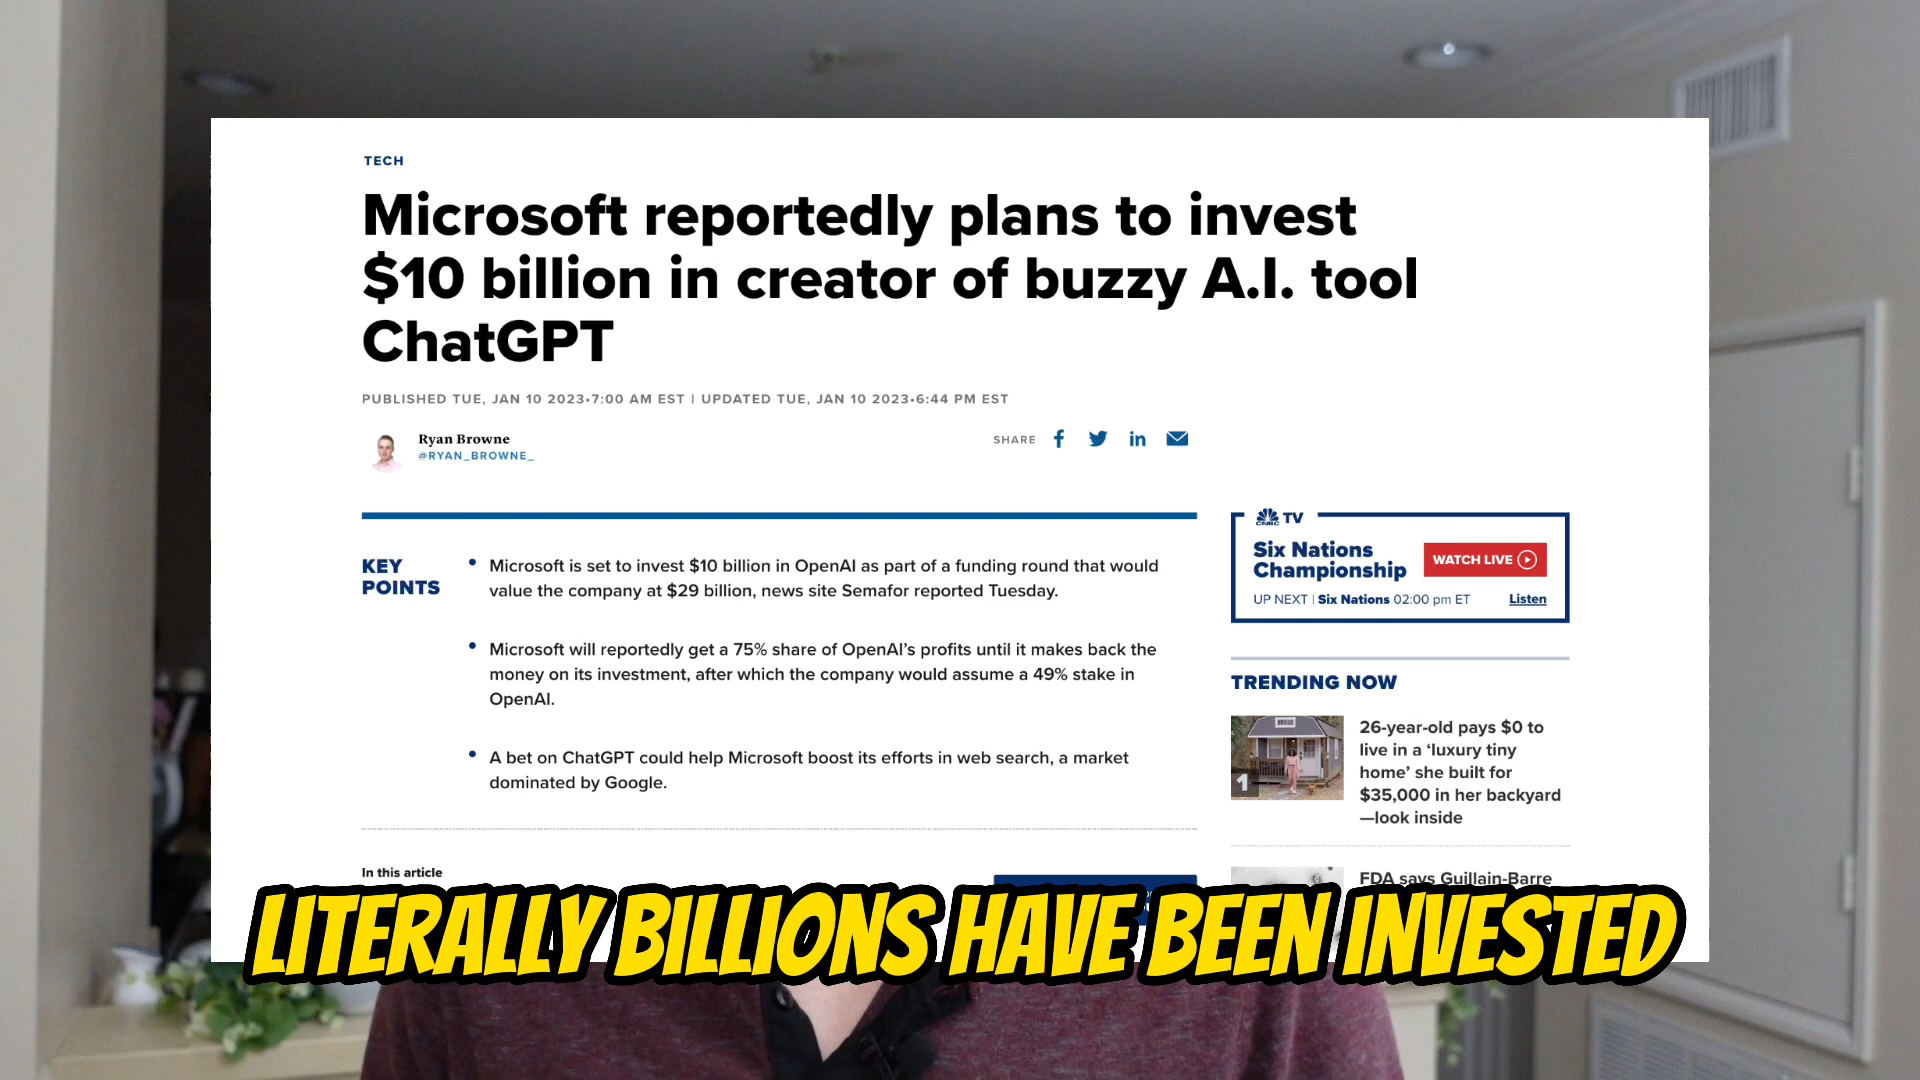 TECH
Microsoft reportedly plans to invest
$10 billion in creator of buzzy A.I. tool
ChatGPT
PUBLISHED TUE, JAN 10 2023•7:00 AM EST | UPDATED TUE, JAN 10 2023•6:44 PM EST
Ryan Browne
@RYAN_BROWNE_
SHARE
KEY
POINTS
• Microsoft is set to invest $10 billion in OpenAI as part of a funding round that would
value the company at $29 billion, news site Semafor reported Tuesday.
• Microsoft will reportedly get a 75% share of OpenAI’s profits until it makes back the
money on its investment, after which the company would assume a 49% stake in
OpenAI.
• A bet on ChatGPT could help Microsoft boost its efforts in web search, a market
dominated by Google.
In this article
CNBC TV
Six Nations
Championship
WATCH LIVE
UP NEXT | Six Nations 02:00 pm ET
Listen
TRENDING NOW
1
26-year-old pays $0 to
live in a ‘luxury tiny
home’ she built for
$35,000 in her backyard
—look inside
FDA says Guillain-Barre
LITERALLY BILLIONS HAVE BEEN INVESTED